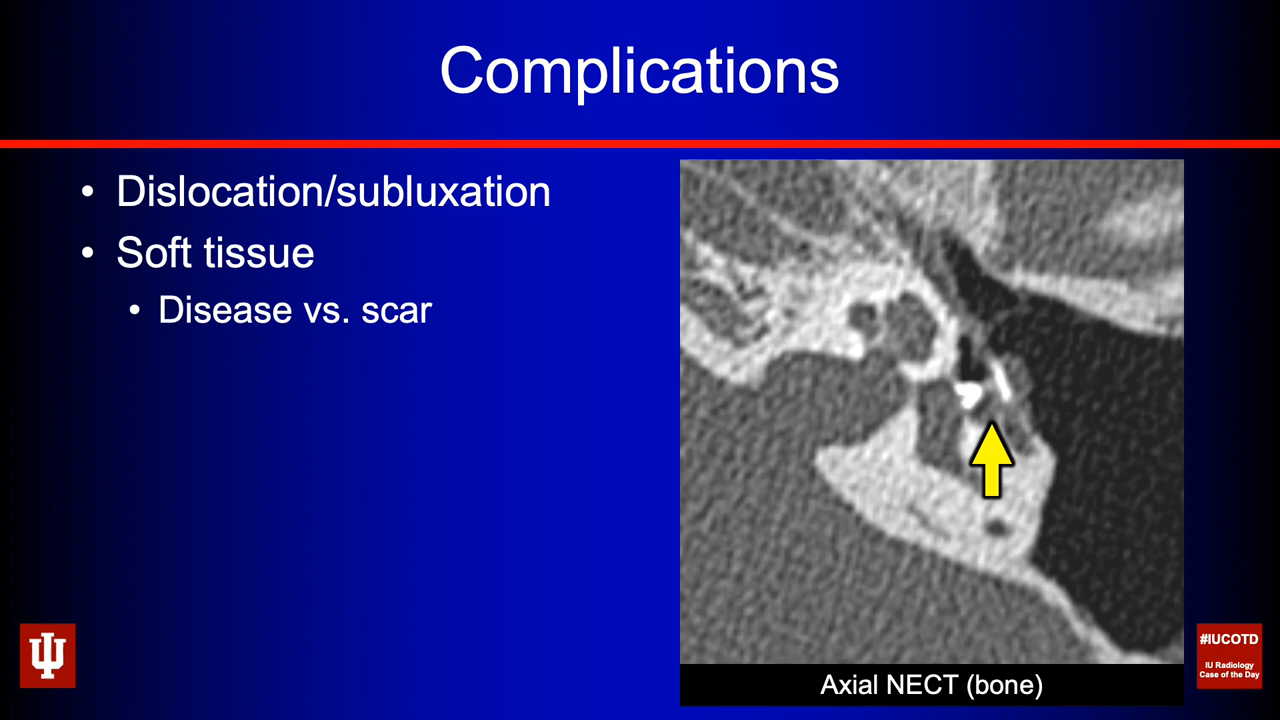 Complications
• Dislocation/subluxation
• Soft tissue
• Disease vs. scar
Axial NECT (bone)
#IUCOTD
IU Radiology
Case of the Day